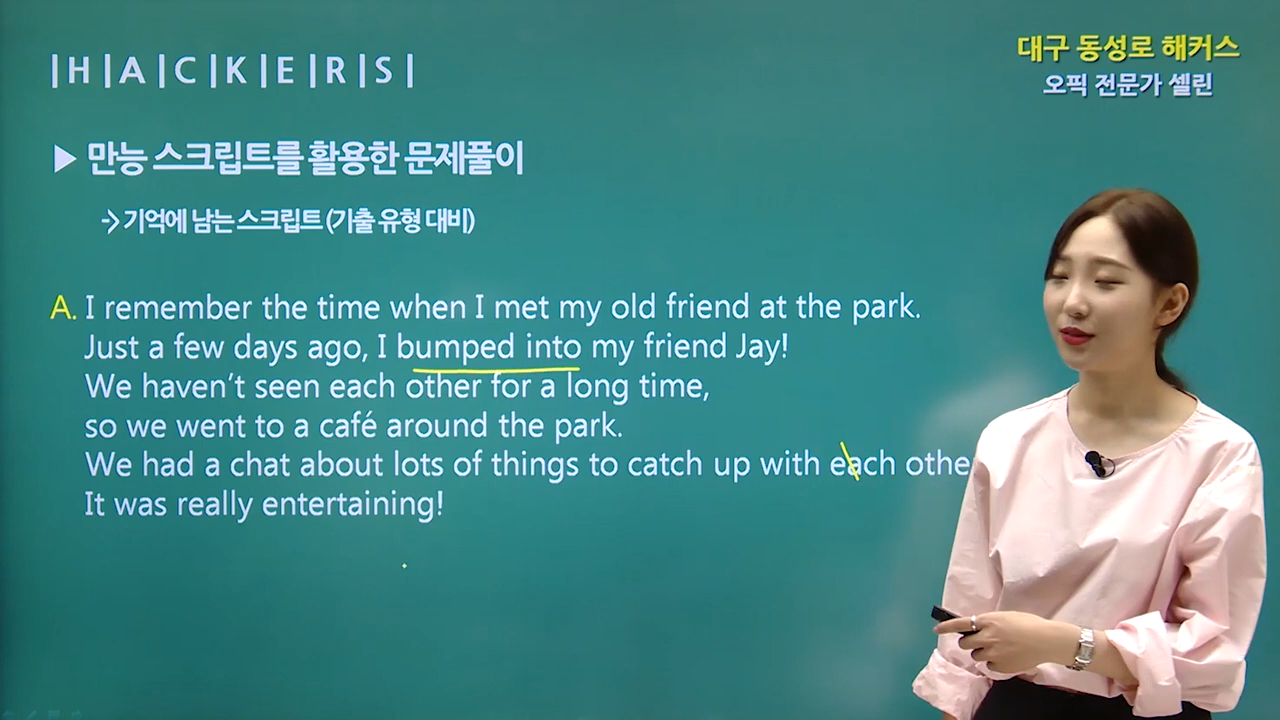 |H|A|C|K|E|R|S|
대구 동성로 해커스
오픽 전문가 셀린
▶ 만능 스크립트를 활용한 문제풀이
→ 기억에 남는 스크립트 (기출 유형 대비)
A. I remember the time when I met my old friend at the park.
Just a few days ago, I bumped into my friend Jay!
We haven't seen each other for a long time,
so we went to a café around the park.
We had a chat about lots of things to catch up with each othe
It was really entertaining!